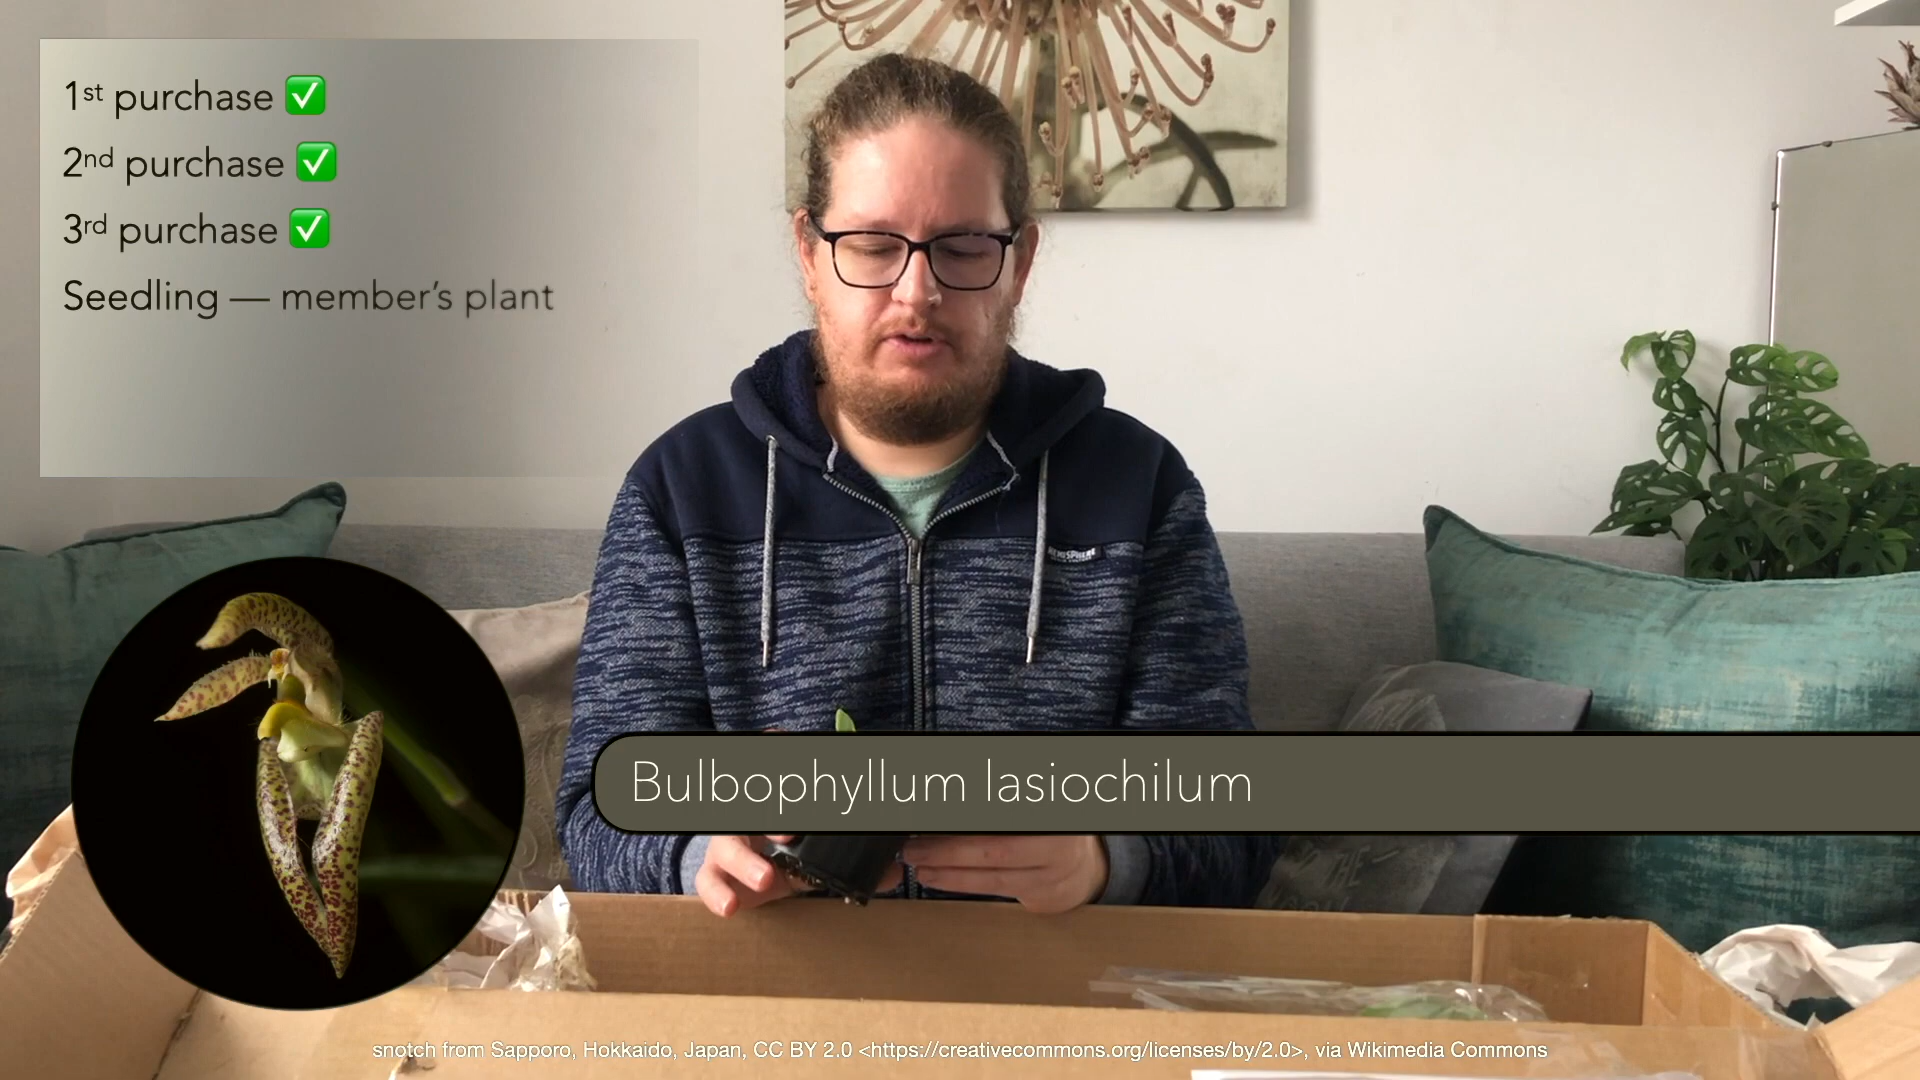 1st purchase ✅
2nd purchase ✅
3rd purchase ✅
Seedling — member's plant
Bulbophyllum lasiochilum
snotch from Sapporo, Hokkaido, Japan, CC BY 2.0 <https://creativecommons.org/licenses/by/2.0>, via Wikimedia Commons